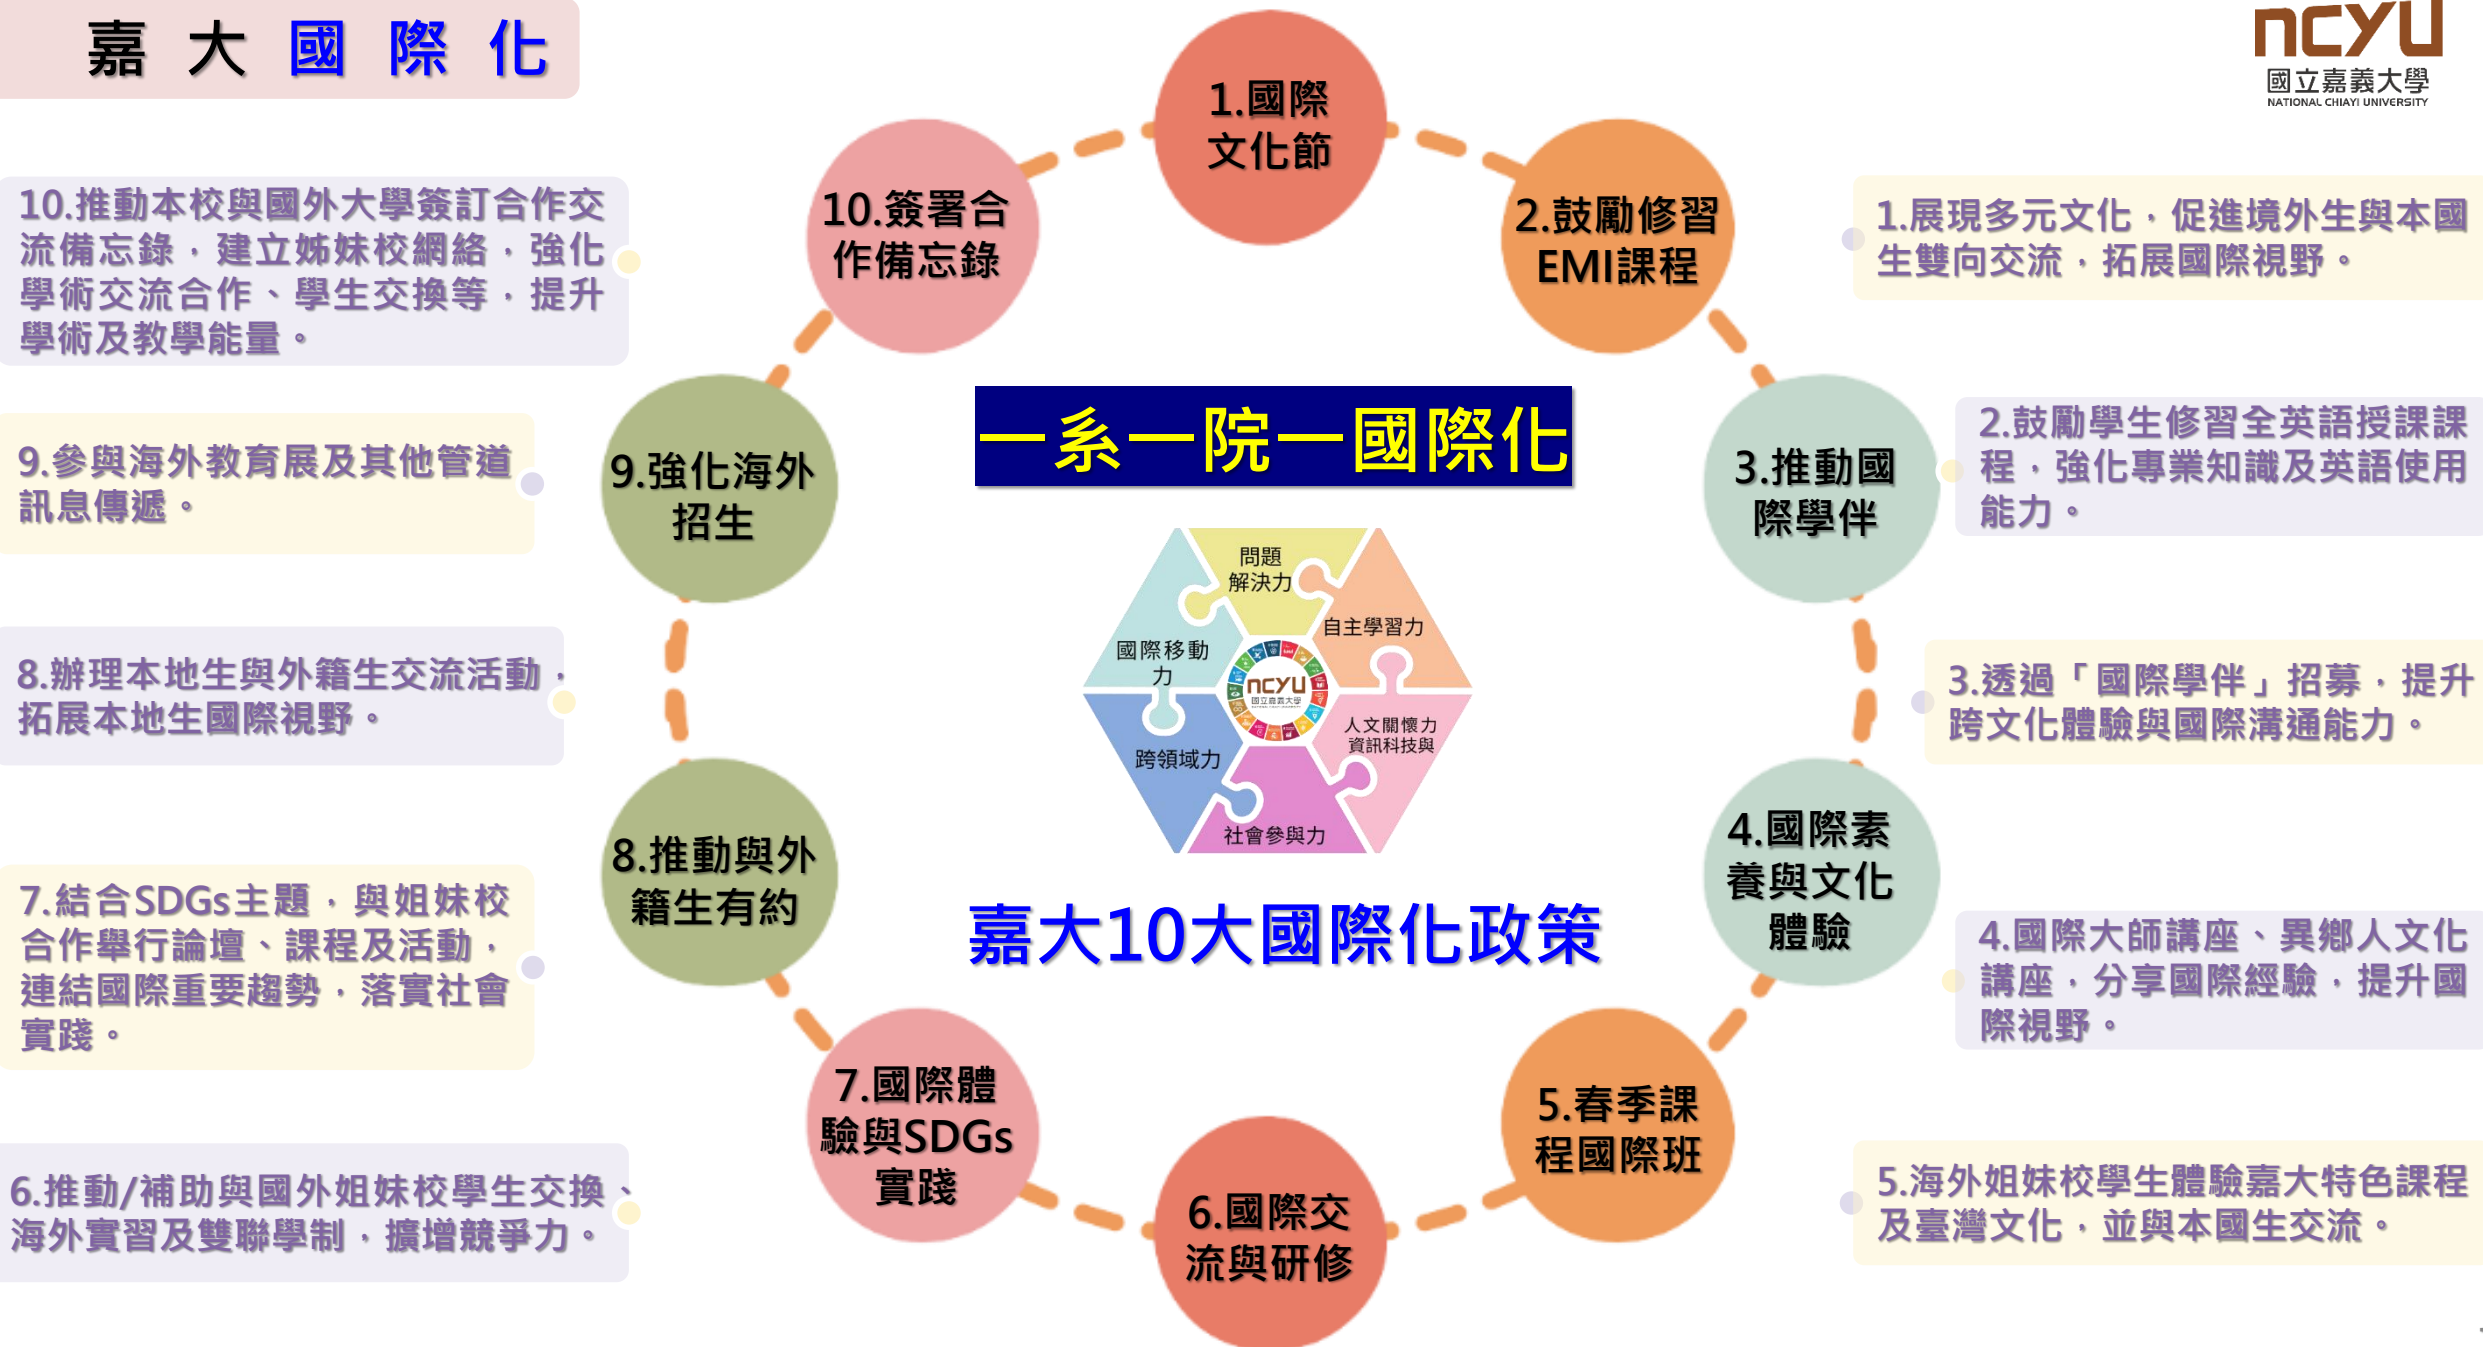 嘉大國際化
ncyu
國立嘉義大學
NATIONAL CHIAYI UNIVERSITY
1.國際
文化節
2.鼓勵修習
EMI課程
3.推動國
際學伴
4.國際素
養與文化
體驗
5.春季課
程國際班
6.國際交
流與研修
7.國際體
驗與SDGs
實踐
8.推動與外
籍生有約
9.強化海外
招生
10.簽署合
作備忘錄
一系一院一國際化
問題
解決力
自主學習力
人文關懷力
資訊科技與
社會參與力
跨領域力
國際移動
力
ncyu
國立嘉義大學
嘉大10大國際化政策
1.展現多元文化，促進境外生與本國
生雙向交流，拓展國際視野。
2.鼓勵學生修習全英語授課課
程，強化專業知識及英語使用
能力。
3.透過「國際學伴」招募，提升
跨文化體驗與國際溝通能力。
4.國際大師講座、異鄉人文化
講座，分享國際經驗，提升國
際視野。
5.海外姐妹校學生體驗嘉大特色課程
及臺灣文化，並與本國生交流。
6.推動/補助與國外姐妹校學生交換、
海外實習及雙聯學制，擴增競爭力。
7.結合SDGs主題，與姐妹校
合作舉行論壇、課程及活動，
連結國際重要趨勢，落實社會
實踐。
8.辦理本地生與外籍生交流活動，
拓展本地生國際視野。
9.參與海外教育展及其他管道
訊息傳遞。
10.推動本校與國外大學簽訂合作交
流備忘錄，建立姊妹校網絡，強化
學術交流合作、學生交換等，提升
學術及教學能量。